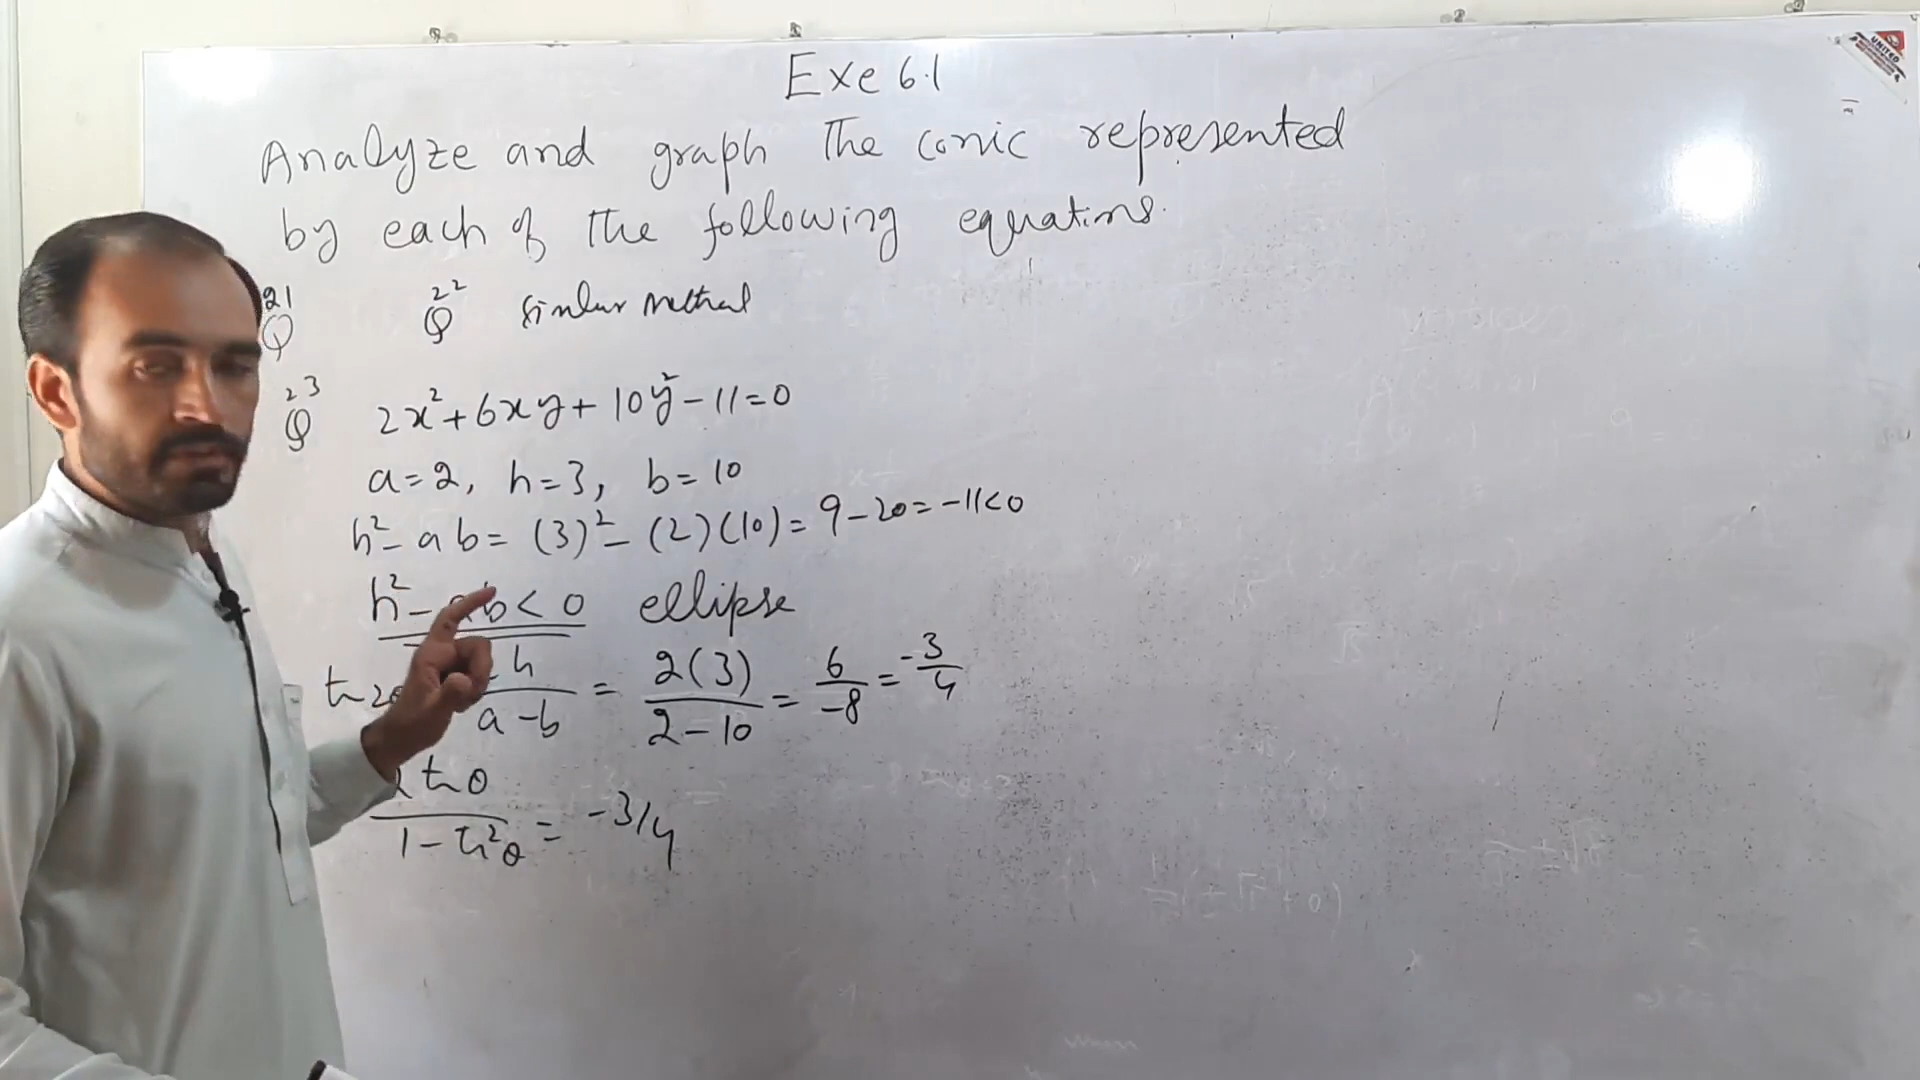 Exe 6.1
Analyze and graph The conic represented
by each of the following equations.
Q21 Q22 similar method
Q23 2x²+6xy+10y²-11=0
a=2, h=3, b=10
h²-ab=(3)²-(2)(10)=9-20=-11<0
h²-ab<0 ellipse
h/a-b = 2(3)/2-10 = 6/-8 = -3/4
2tanθ/1-tan²θ = -3/4
UNITED